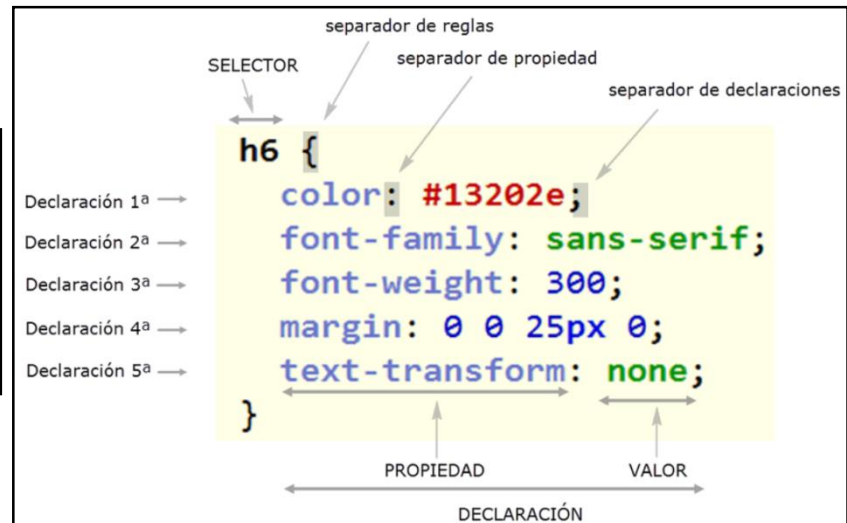 separador de reglas
separador de propiedad
SELECTOR
separador de declaraciones
h6 {
Declaración 1ª color: #13202e;
Declaración 2ª font-family: sans-serif;
Declaración 3ª font-weight: 300;
Declaración 4ª margin: 0 0 25px 0;
Declaración 5ª text-transform: none;
}
PROPIEDAD VALOR
DECLARACIÓN